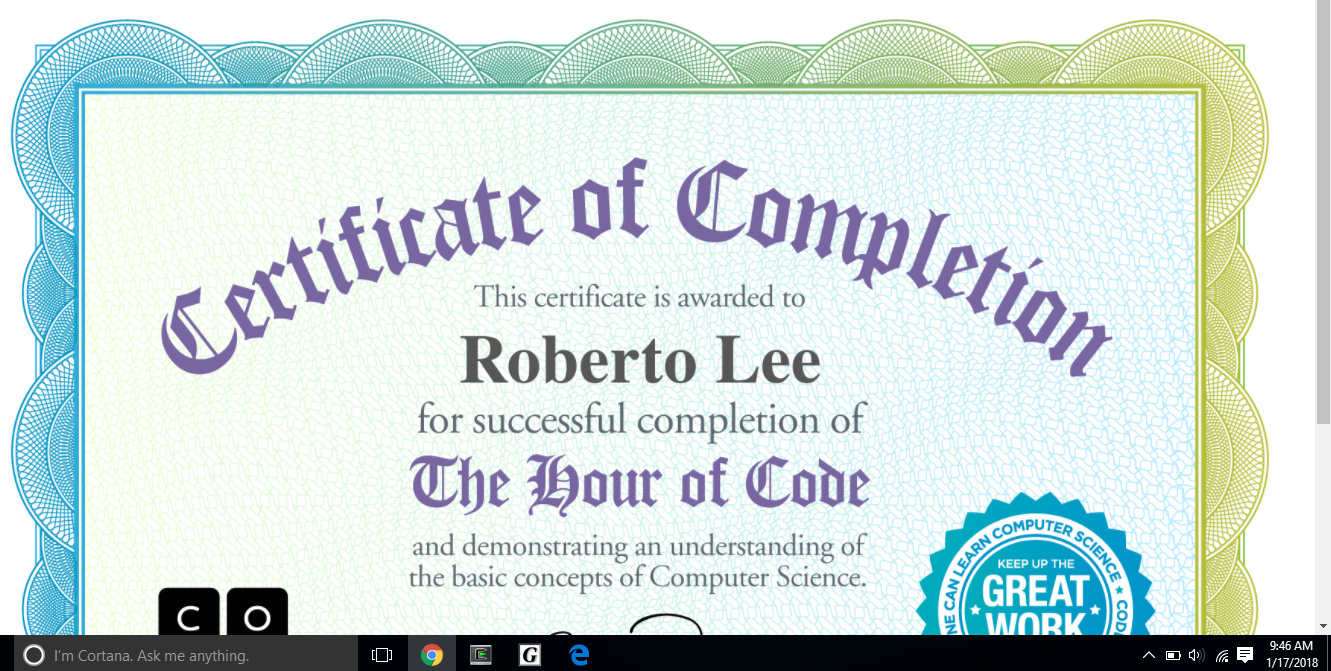 Certificate of Completion
This certificate is awarded to
Roberto Lee
for successful completion of
The Hour of Code
and demonstrating an understanding of
the basic concepts of Computer Science.
C O
NE CAN LEARN COMPUTER SCIENCE ★ COD
KEEP UP THE
GREAT
WORK
I'm Cortana. Ask me anything.
G
9:46 AM
1/17/2018